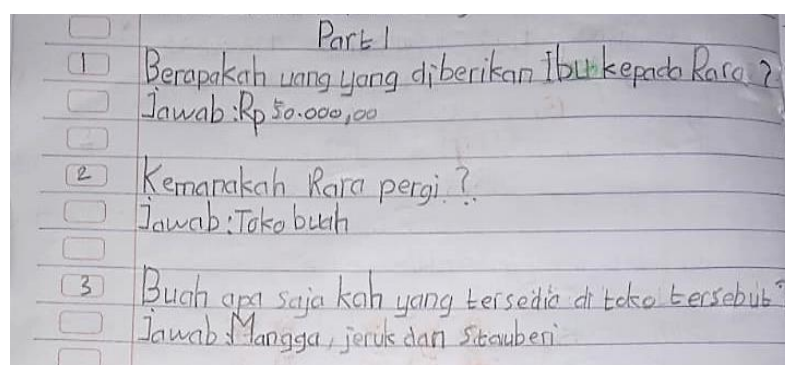 Part 1
1 Berapakah uang yang diberikan Ibu kepada Rara ?
Jawab : Rp 50.000,00
2 Kemanakah Rara pergi ?
Jawab : Toko buah
3 Buah apa saja kah yang tersedia di toko tersebut ?
Jawab : Mangga, jeruk dan Stouberi